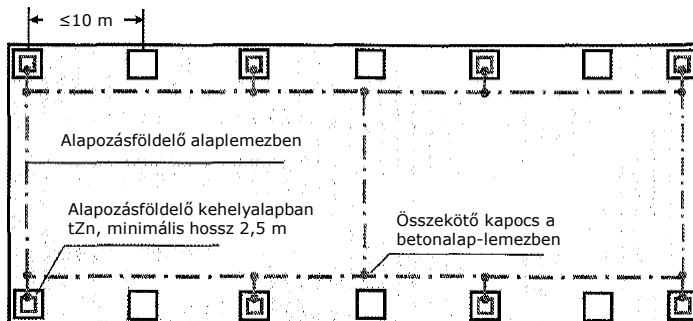 ≤10 m
Alapozásföldelő alaplemezben
Alapozásföldelő kehelyalapban
tZn, minimális hossz 2,5 m
Összekötő kapocs a
betonalap-lemezben